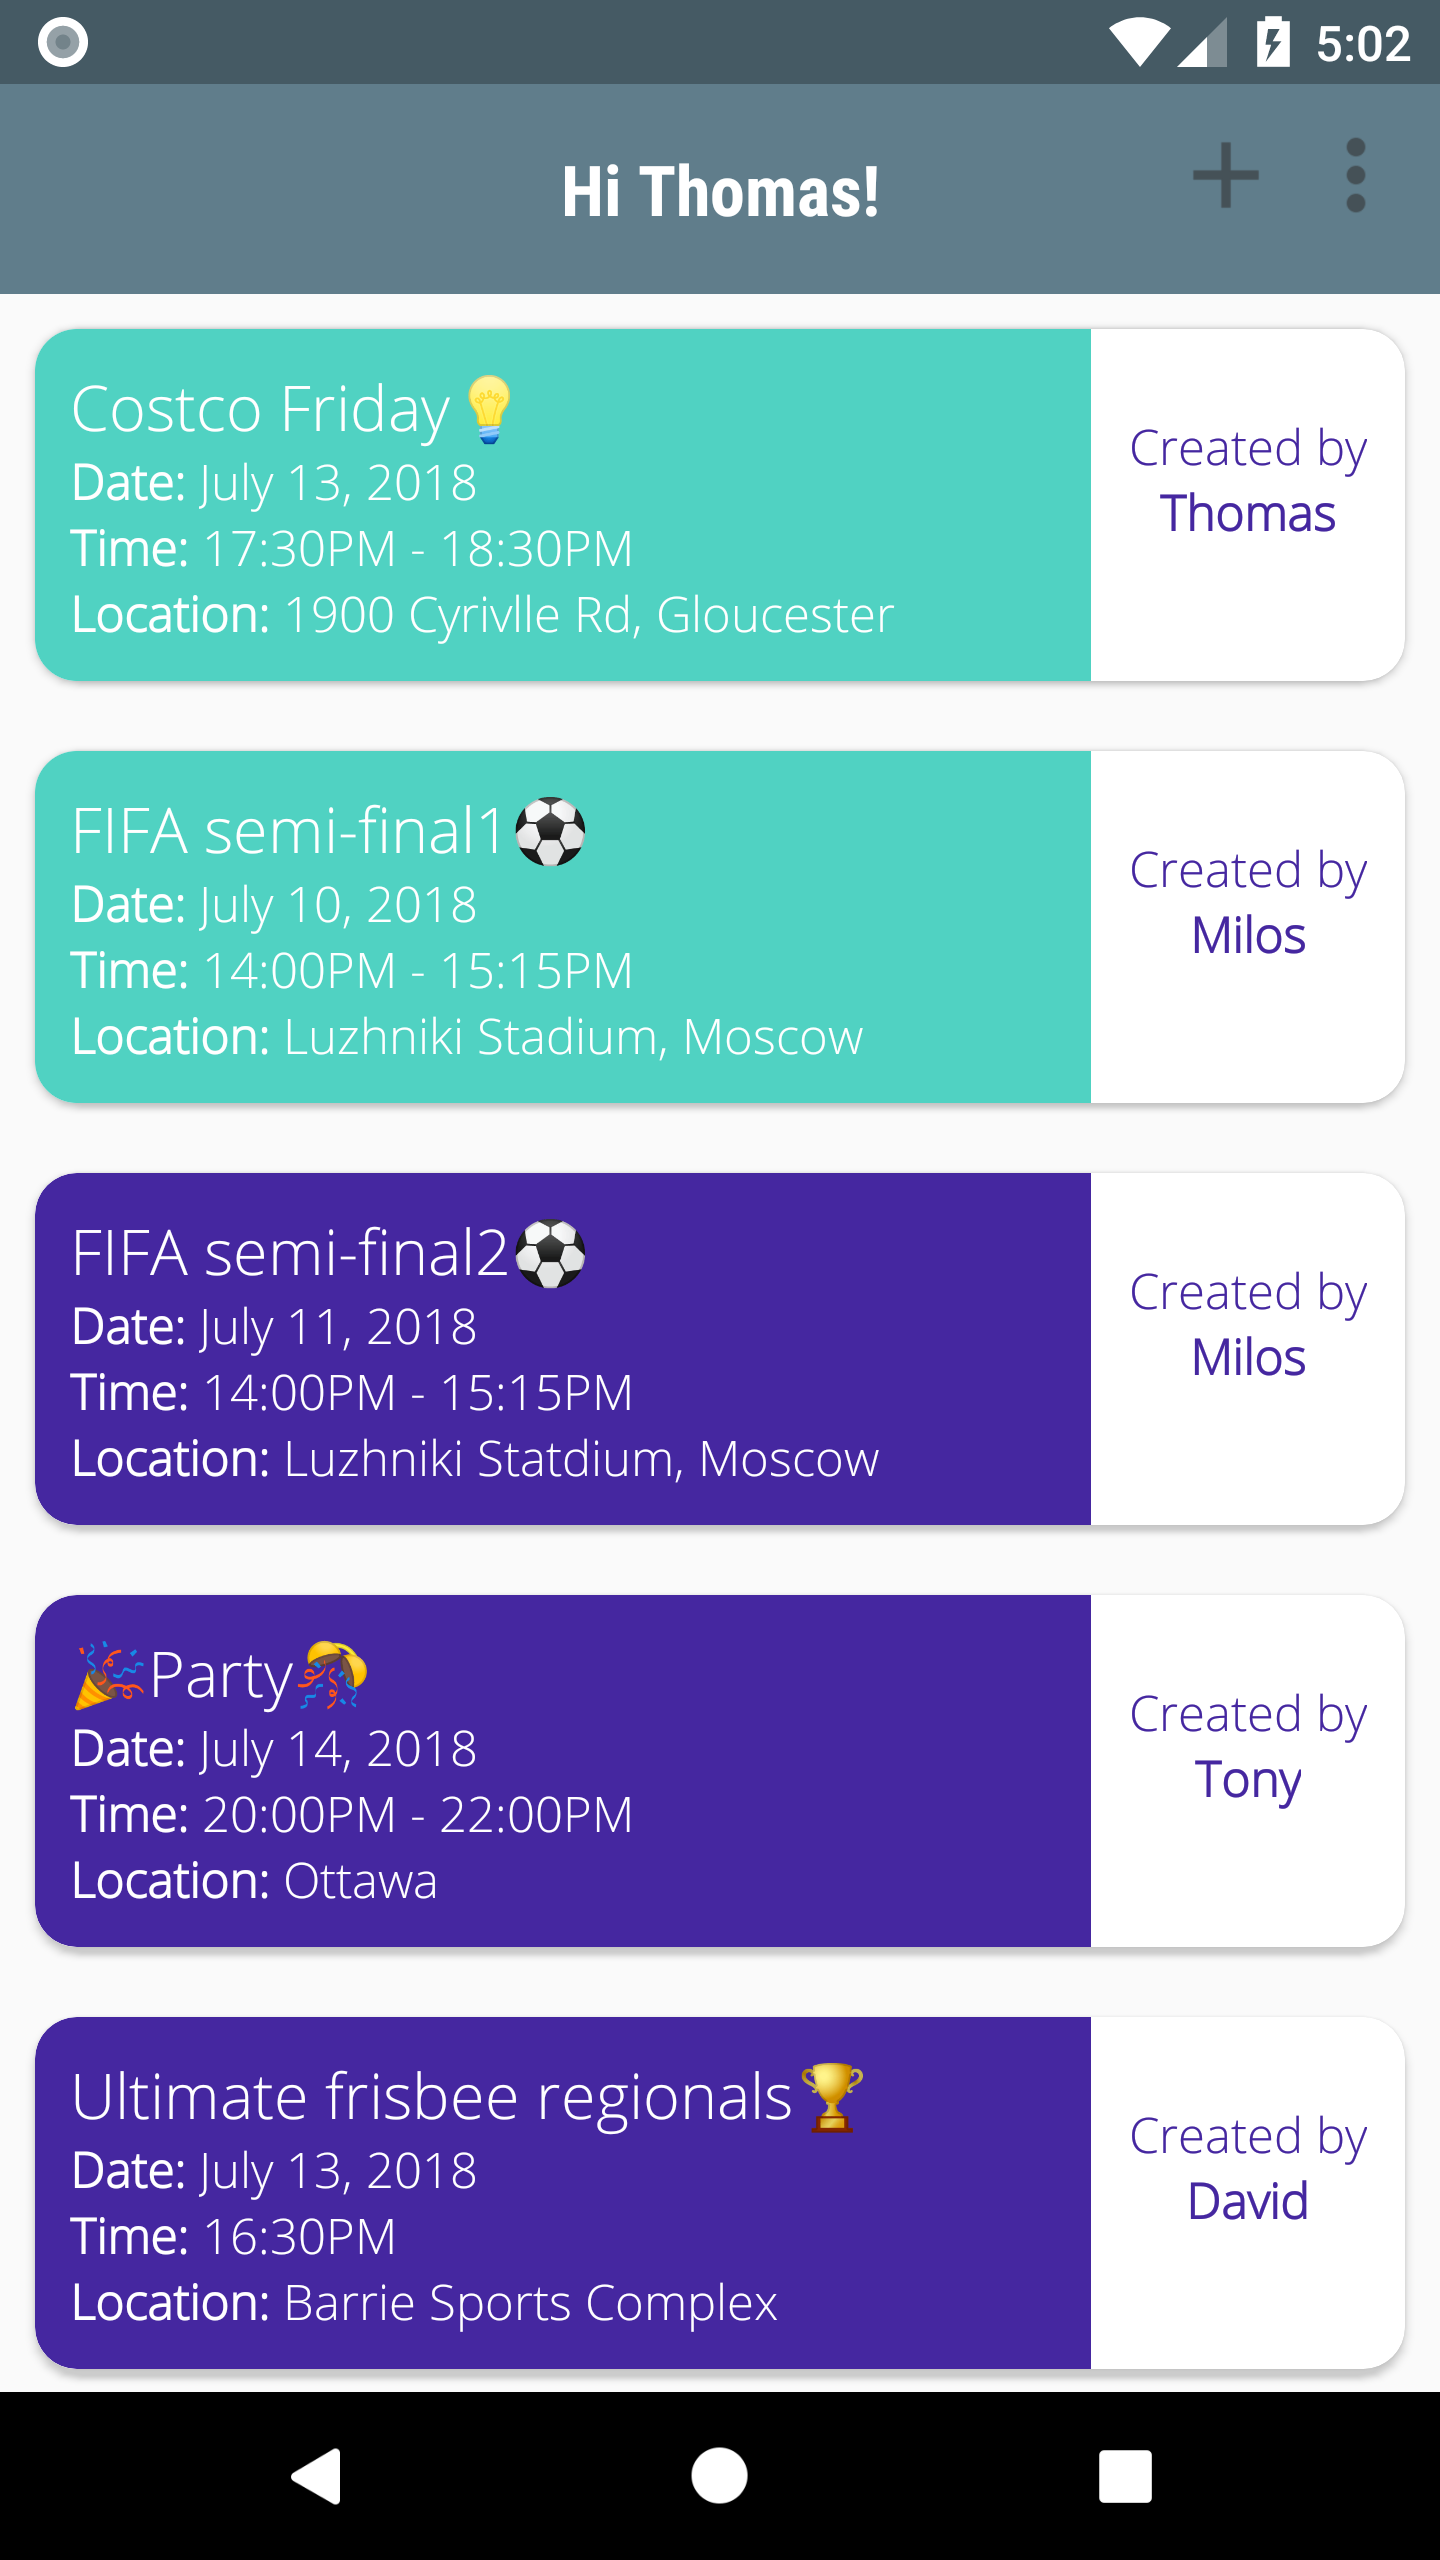 5:02
Hi Thomas!
Costco Friday💡
Date: July 13, 2018
Time: 17:30PM - 18:30PM
Location: 1900 Cyrivlle Rd, Gloucester
Created by
Thomas
FIFA semi-final1⚽
Date: July 10, 2018
Time: 14:00PM - 15:15PM
Location: Luzhniki Stadium, Moscow
Created by
Milos
FIFA semi-final2⚽
Date: July 11, 2018
Time: 14:00PM - 15:15PM
Location: Luzhniki Statdium, Moscow
Created by
Milos
🎉Party🎊
Date: July 14, 2018
Time: 20:00PM - 22:00PM
Location: Ottawa
Created by
Tony
Ultimate frisbee regionals🏆
Date: July 13, 2018
Time: 16:30PM
Location: Barrie Sports Complex
Created by
David